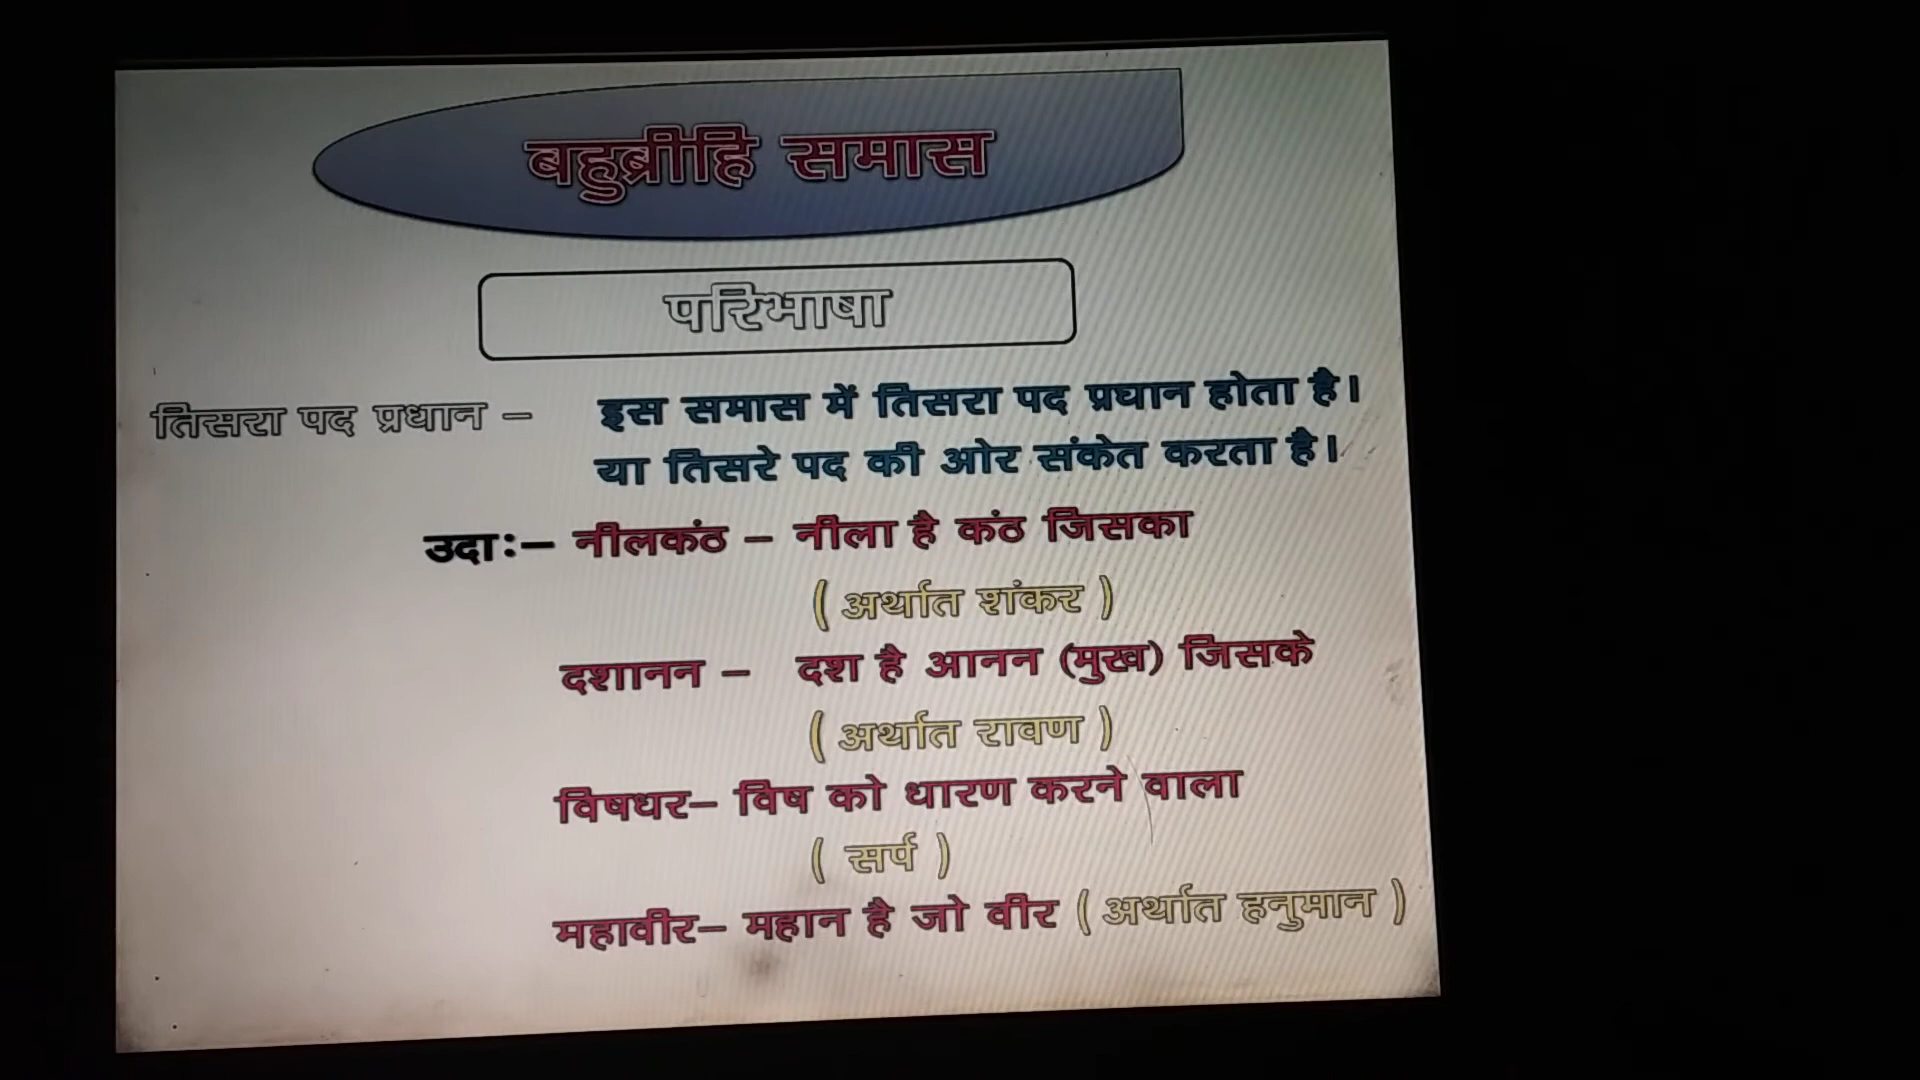 बहुब्रीहि समास
परिभाषा
तिसरा पद प्रधान – इस समास में तिसरा पद प्रघान होता है।
या तिसरे पद की ओर संकेत करता है।
उदाः– नीलकंठ – नीला है कंठ जिसका
( अर्थात शंकर )
दशानन – दश है आनन (मुख) जिसके
( अर्थात रावण )
विषधर– विष को धारण करने वाला
( सर्प )
महावीर– महान है जो वीर ( अर्थात हनुमान )